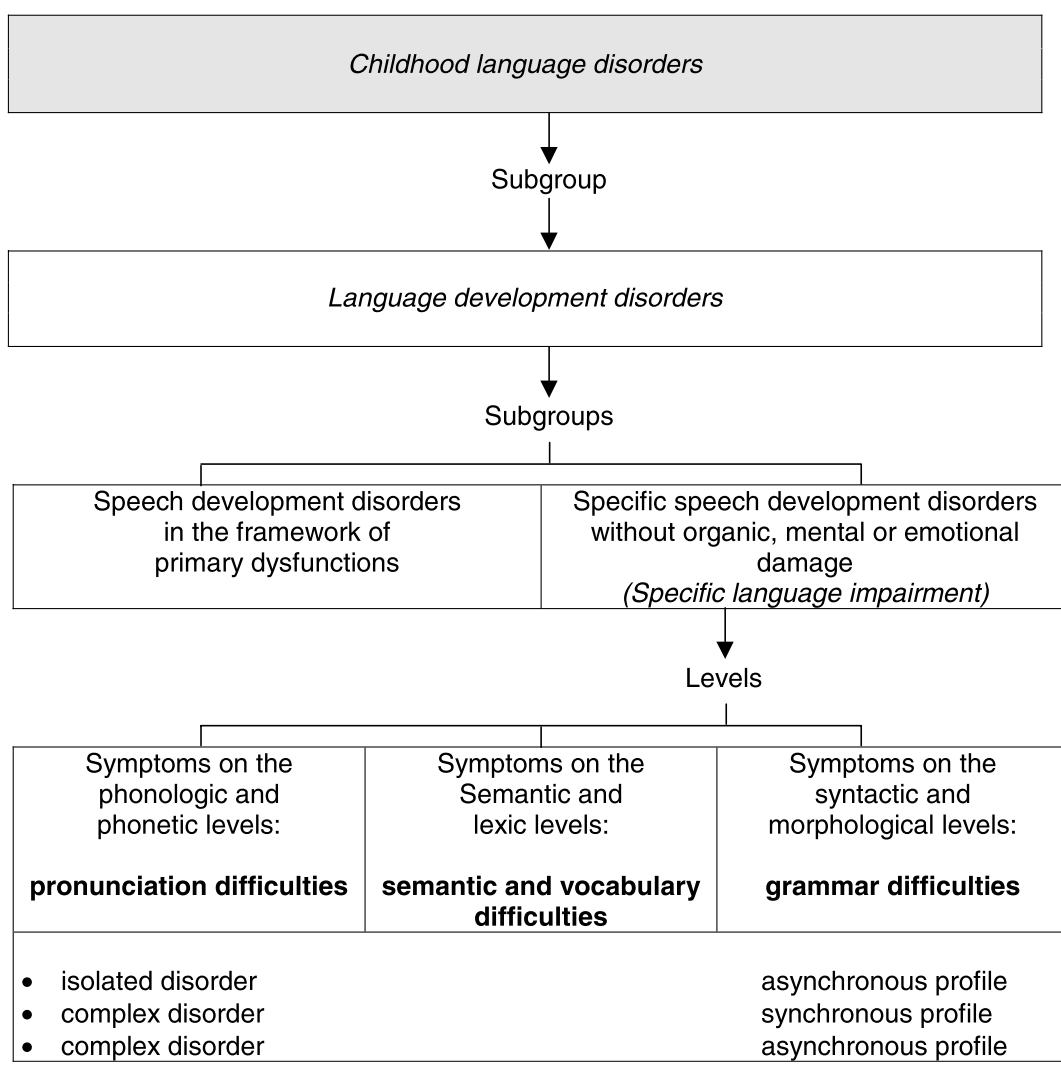 Childhood language disorders
Subgroup
Language development disorders
Subgroups
Speech development disorders
in the framework of
primary dysfunctions
Specific speech development disorders
without organic, mental or emotional
damage
(Specific language impairment)
Levels
Symptoms on the
phonologic and
phonetic levels:
pronunciation difficulties
Symptoms on the
Semantic and
lexic levels:
semantic and vocabulary
difficulties
Symptoms on the
syntactic and
morphological levels:
grammar difficulties
• isolated disorder asynchronous profile
• complex disorder synchronous profile
• complex disorder asynchronous profile